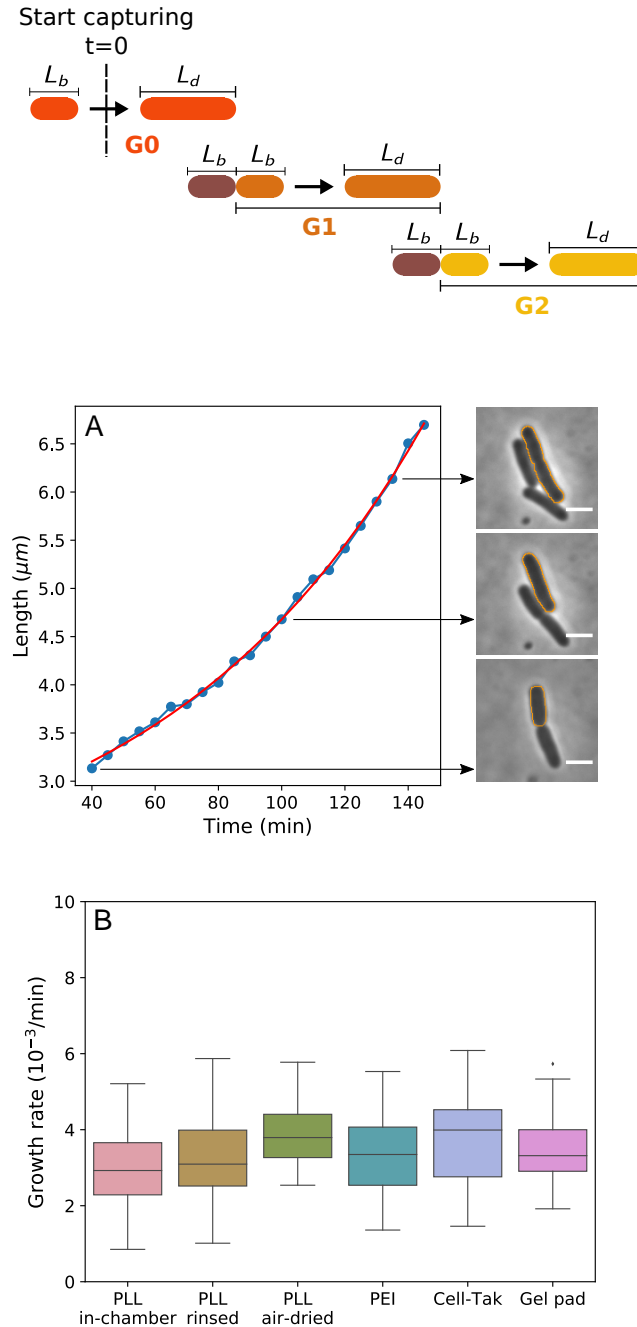 Start capturing
t=0
L_b
L_d
G0
L_b L_b
L_d
G1
L_b L_b
L_d
G2
A
Length (μm)
6.5
6.0
5.5
5.0
4.5
4.0
3.5
3.0
40 60 80 100 120 140
Time (min)
B
Growth rate (10⁻³/min)
10
8
6
4
2
0
PLL in-chamber
PLL rinsed
PLL air-dried
PEI
Cell-Tak
Gel pad